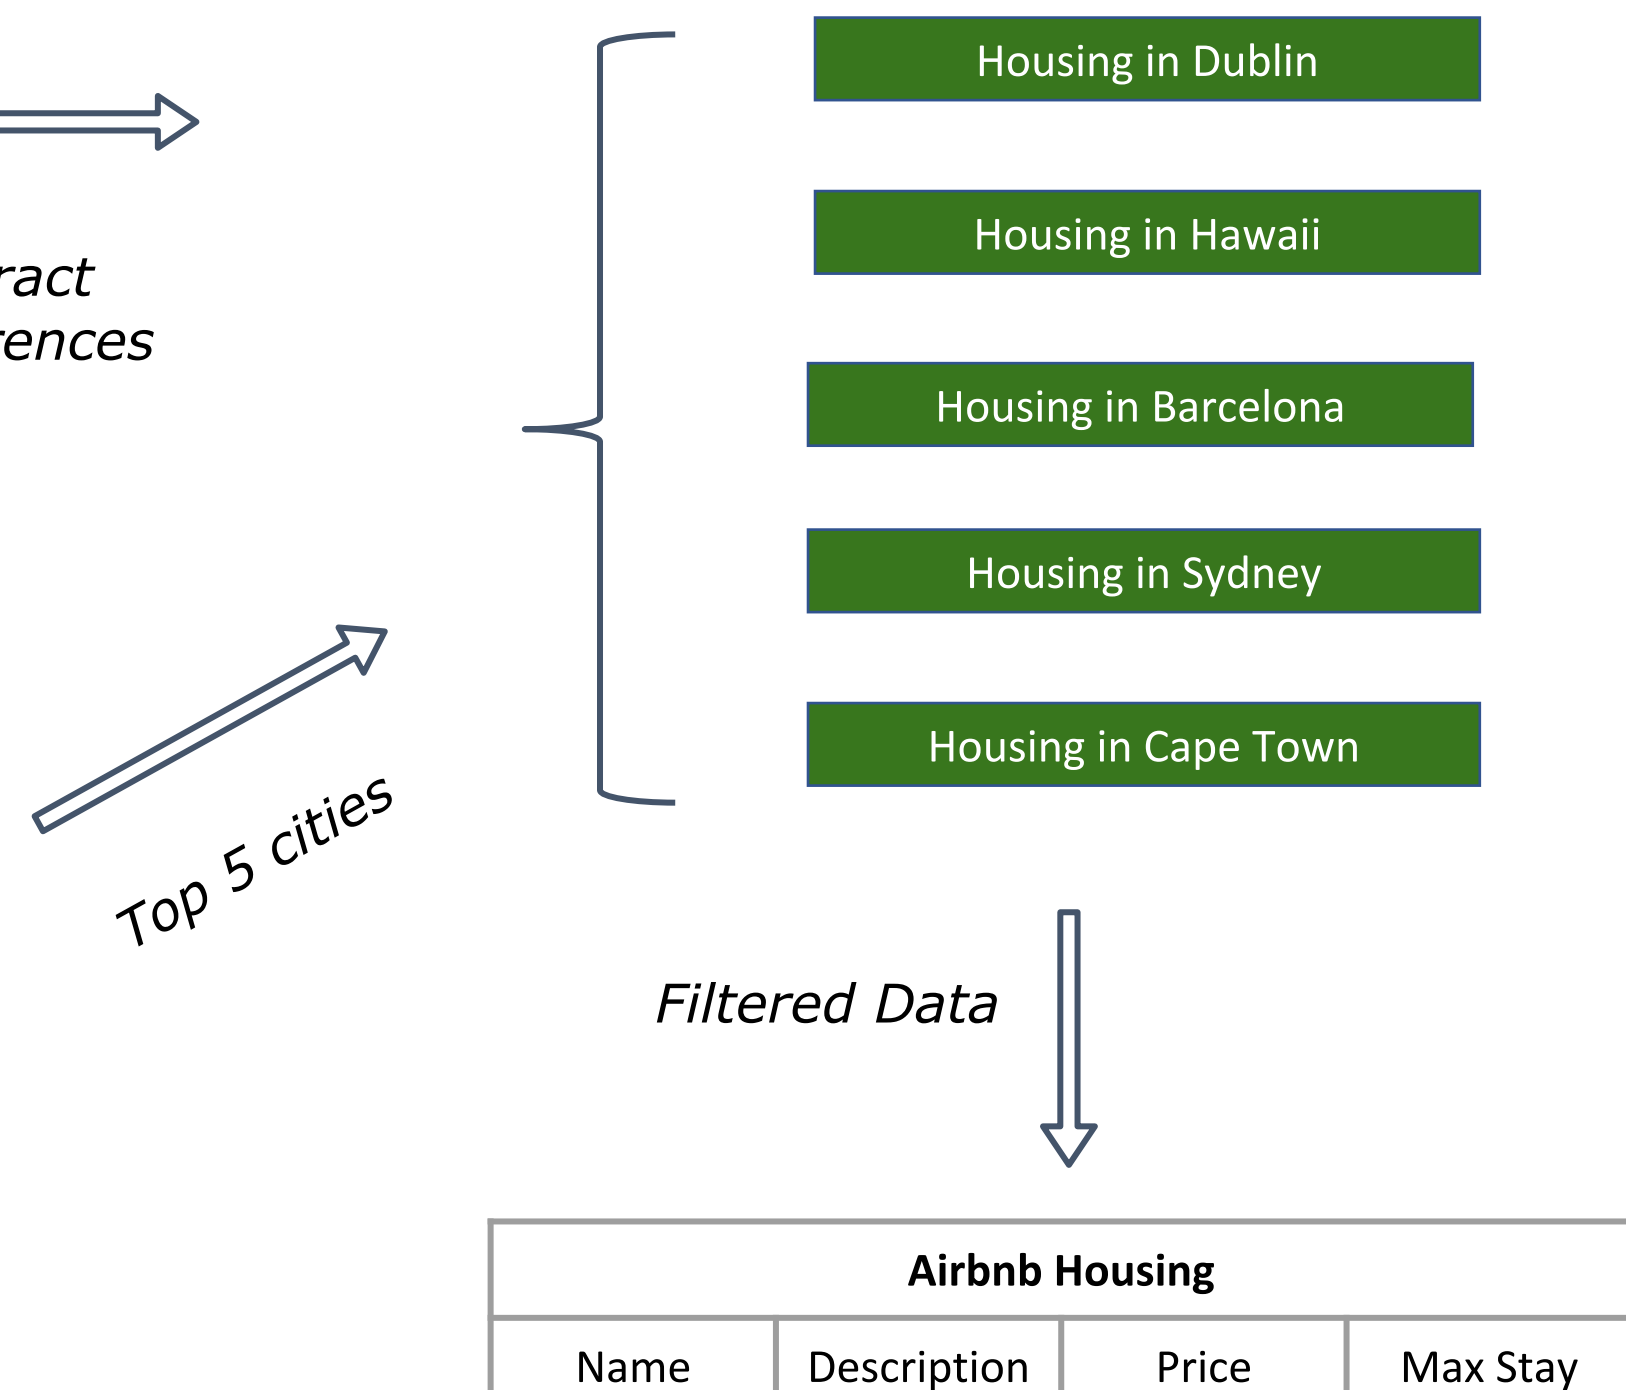 Housing in Dublin
Housing in Hawaii
Housing in Barcelona
Housing in Sydney
Housing in Cape Town
Top 5 cities
Filtered Data
Airbnb Housing
Name Description Price Max Stay